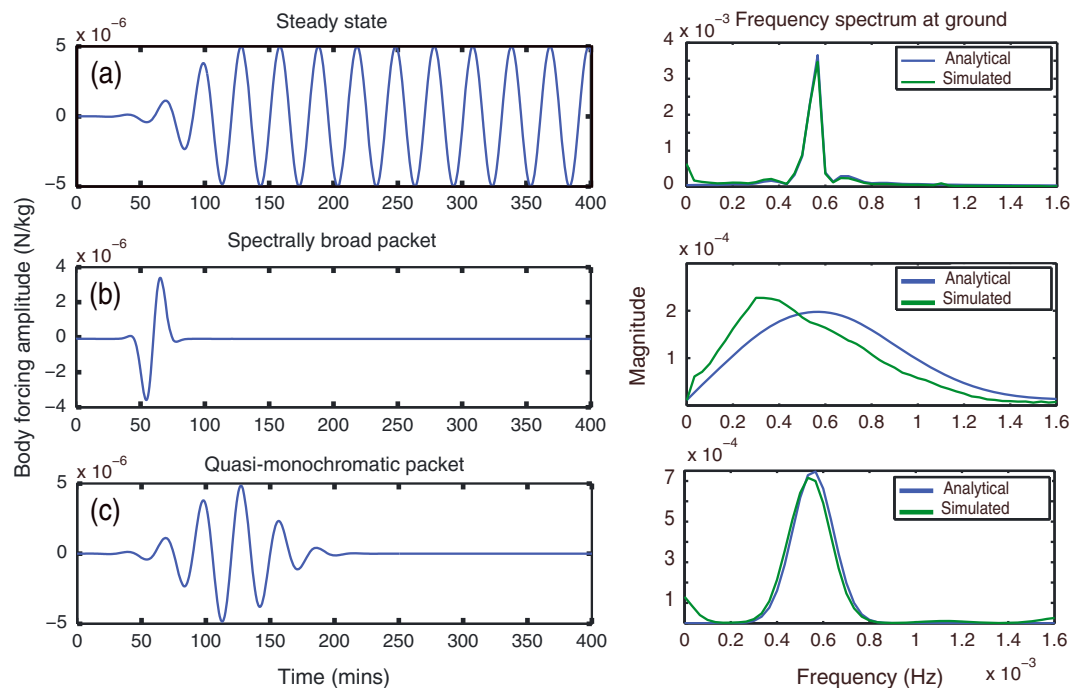 Steady state
x 10⁻⁶
(a)
5
0
−5
0 50 100 150 200 250 300 350 400
Frequency spectrum at ground
x 10⁻³
Analytical
Simulated
4
3
2
1
0
0 0.2 0.4 0.6 0.8 1 1.2 1.4 1.6
Spectrally broad packet
x 10⁻⁶
(b)
4
2
0
−2
−4
0 50 100 150 200 250 300 350 400
x 10⁻⁴
Analytical
Simulated
2
1
0 0.2 0.4 0.6 0.8 1 1.2 1.4 1.6
Quasi-monochromatic packet
x 10⁻⁶
(c)
5
0
−5
0 50 100 150 200 250 300 350 400
x 10⁻⁴
Analytical
Simulated
7
5
4
3
2
1
0 0.2 0.4 0.6 0.8 1 1.2 1.4 1.6
Body forcing amplitude (N/kg)
Magnitude
Time (mins)
Frequency (Hz)
x 10⁻³